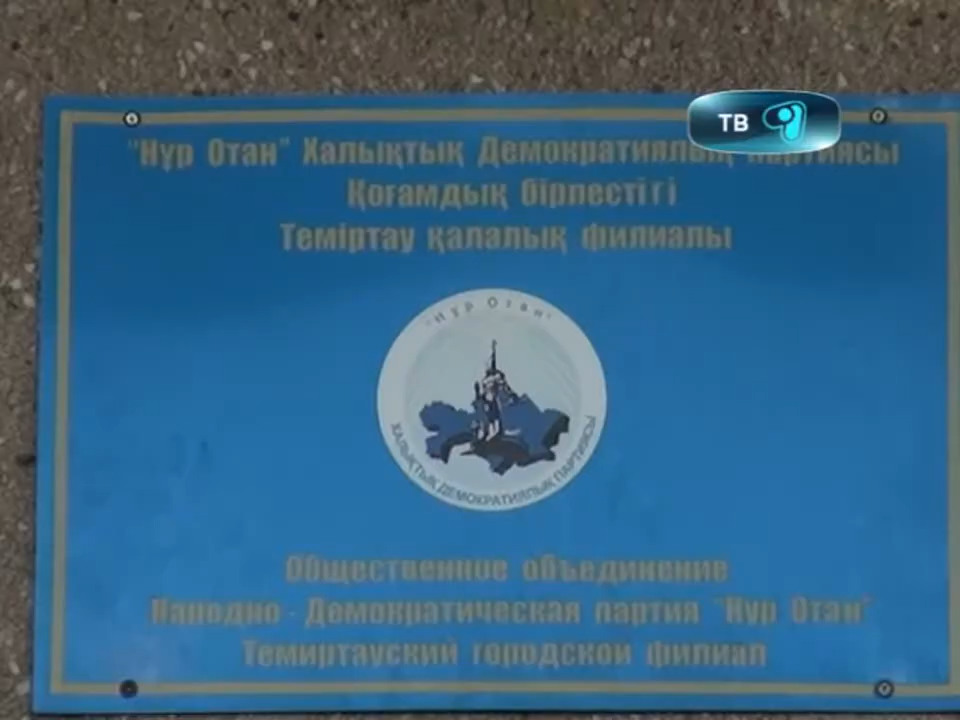 ТВ
"Нұр Отан" Халықтық Демократиялық партиясы
Қоғамдық бірлестігі
Теміртау қалалық филиалы
"Нұр Отан"
ХАЛЫҚТЫҚ ДЕМОКРАТИЯЛЫҚ ПАРТИЯСЫ
Общественное объединение
Народно - Демократическая партия "Нұр Отан"
Темиртауский городской филиал